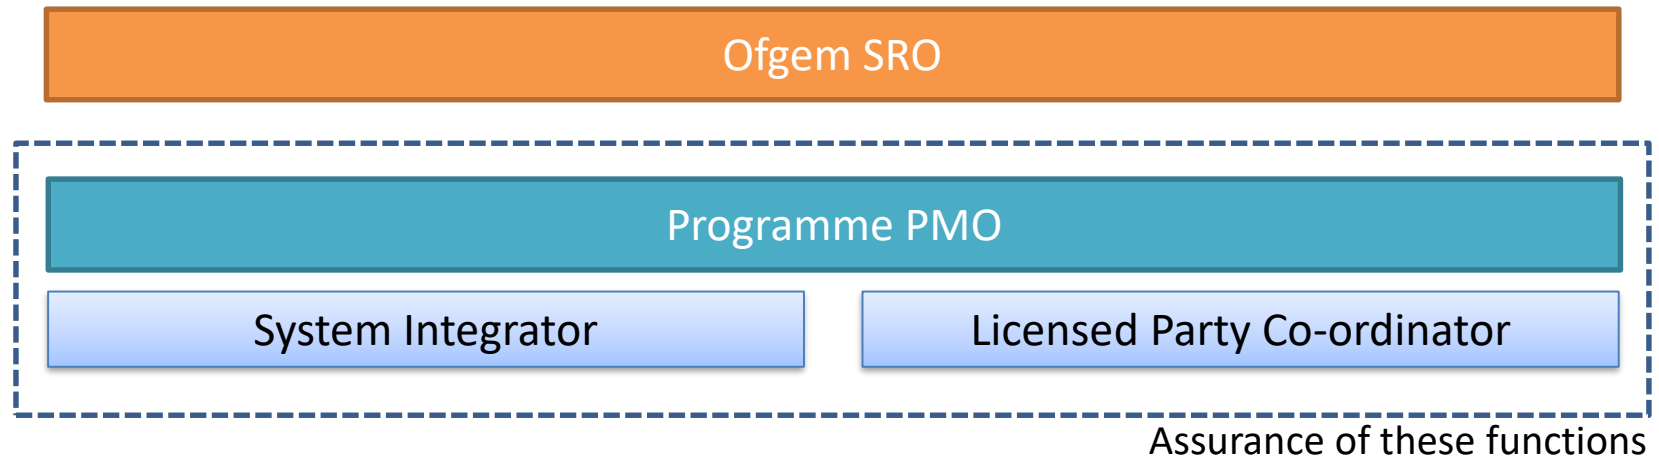 Ofgem SRO
Programme PMO
System Integrator
Licensed Party Co-ordinator
Assurance of these functions